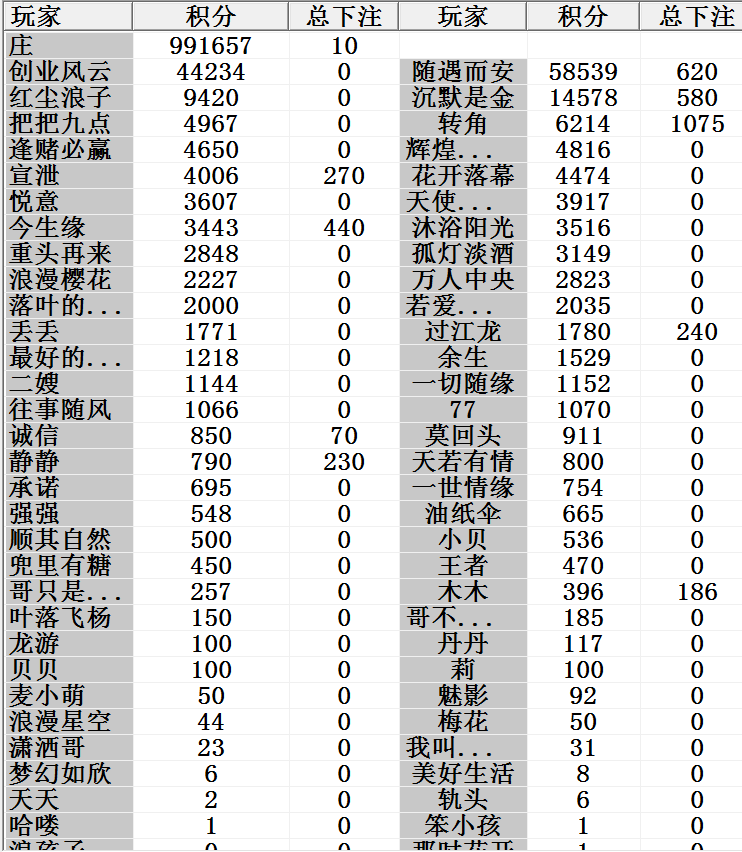 玩家 积分 总下注 玩家 积分 总下注
庄 991657 10
创业风云 44234 0 随遇而安 58539 620
红尘浪子 9420 0 沉默是金 14578 580
把把九点 4967 0 转角 6214 1075
逢赌必赢 4650 0 辉煌... 4816 0
宣泄 4006 270 花开落幕 4474 0
悦意 3607 0 天使... 3917 0
今生缘 3443 440 沐浴阳光 3516 0
重头再来 2848 0 孤灯淡酒 3149 0
浪漫樱花 2227 0 万人中央 2823 0
落叶的... 2000 0 若爱... 2035 0
丢丢 1771 0 过江龙 1780 240
最好的... 1218 0 余生 1529 0
二嫂 1144 0 一切随缘 1152 0
往事随风 1066 0 77 1070 0
诚信 850 70 莫回头 911 0
静静 790 230 天若有情 800 0
承诺 695 0 一世情缘 754 0
强强 548 0 油纸伞 665 0
顺其自然 500 0 小贝 536 0
兜里有糖 450 0 王者 470 0
哥只是... 257 0 木木 396 186
叶落飞杨 150 0 哥不... 185 0
龙游 100 0 丹丹 117 0
贝贝 100 0 莉 100 0
麦小萌 50 0 魅影 92 0
浪漫星空 44 0 梅花 50 0
潇洒哥 23 0 我叫... 31 0
梦幻如欣 6 0 美好生活 8 0
天天 2 0 轨头 6 0
哈喽 1 0 笨小孩 1 0
浪孩子 0 0 那时花开 1 0